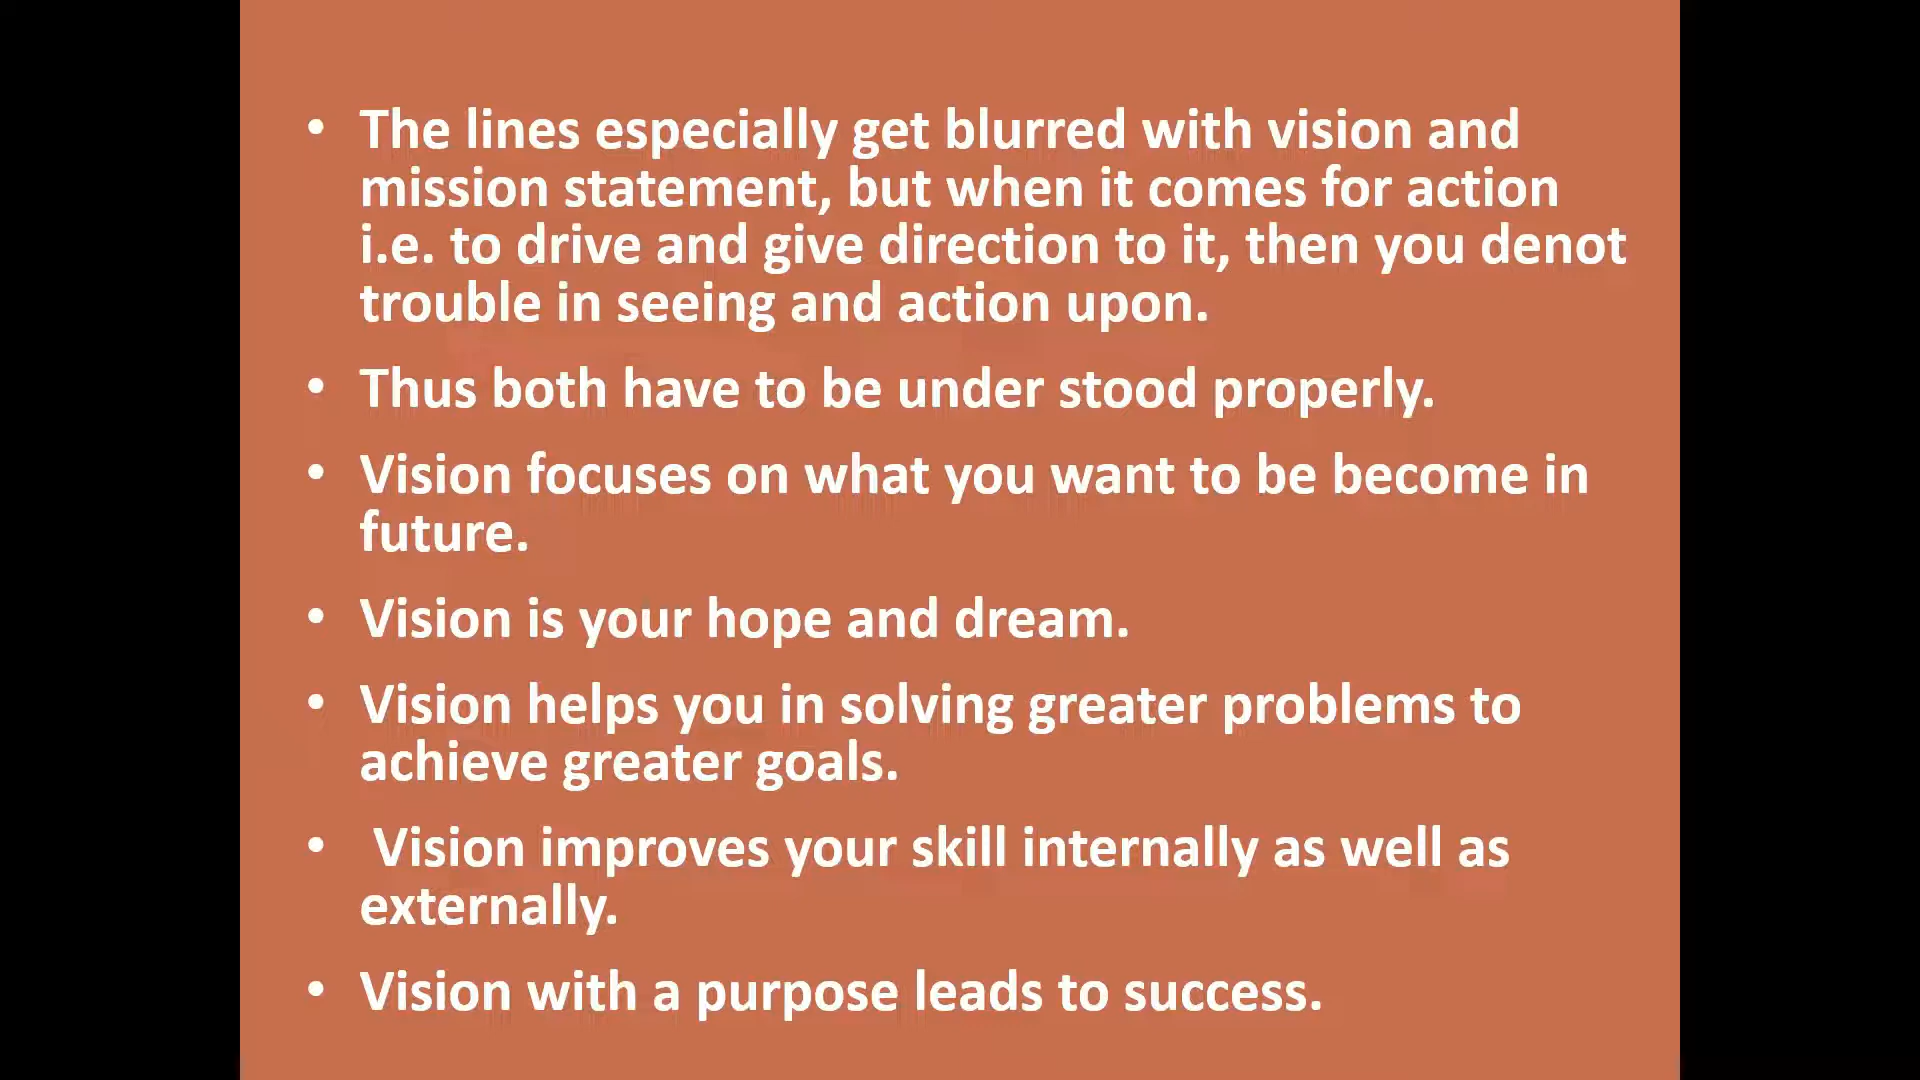 • The lines especially get blurred with vision and
mission statement, but when it comes for action
i.e. to drive and give direction to it, then you denot
trouble in seeing and action upon.
• Thus both have to be under stood properly.
• Vision focuses on what you want to be become in
future.
• Vision is your hope and dream.
• Vision helps you in solving greater problems to
achieve greater goals.
• Vision improves your skill internally as well as
externally.
• Vision with a purpose leads to success.